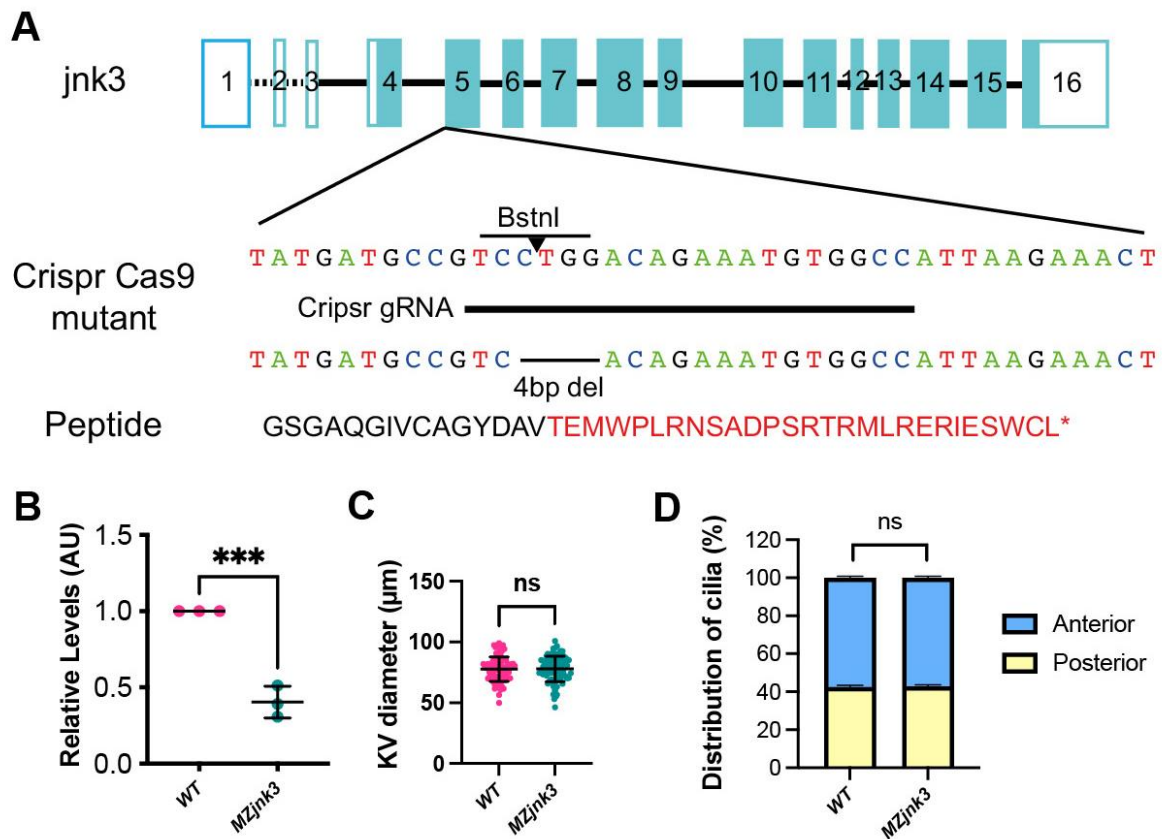 A
jnk3
1 2 3 4 5 6 7 8 9 10 11 12 13 14 15 16
BstnI
TATGATGCCGTCCTGGACAGAAATGTGGCCATTAAGAAACT
Crispr Cas9
mutant
Cripsr gRNA
TATGATGCCGTC ACAGAAATGTGGCCATTAAGAAACT
4bp del
Peptide
GSGAQGIVCAGYDAVTEMWPLRNSADPSRTRMLRERIESWCL*
B
Relative Levels (AU)
1.5
1.0
0.5
0.0
***
WT
MZjnk3
C
KV diameter (µm)
150
100
50
0
ns
WT
MZjnk3
D
Distribution of cilia (%)
120
100
80
60
40
20
0
ns
WT
MZjnk3
Anterior
Posterior